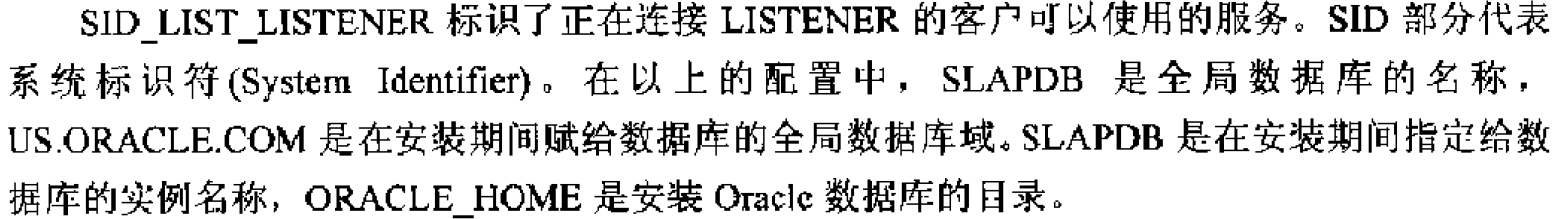 SID_LIST_LISTENER 标识了正在连接 LISTENER 的客户可以使用的服务。SID 部分代表
系统标识符(System Identifier)。在以上的配置中，SLAPDB 是全局数据库的名称，
US.ORACLE.COM 是在安装期间赋给数据库的全局数据库域。SLAPDB 是在安装期间指定给数
据库的实例名称，ORACLE_HOME 是安装 Oracle 数据库的目录。